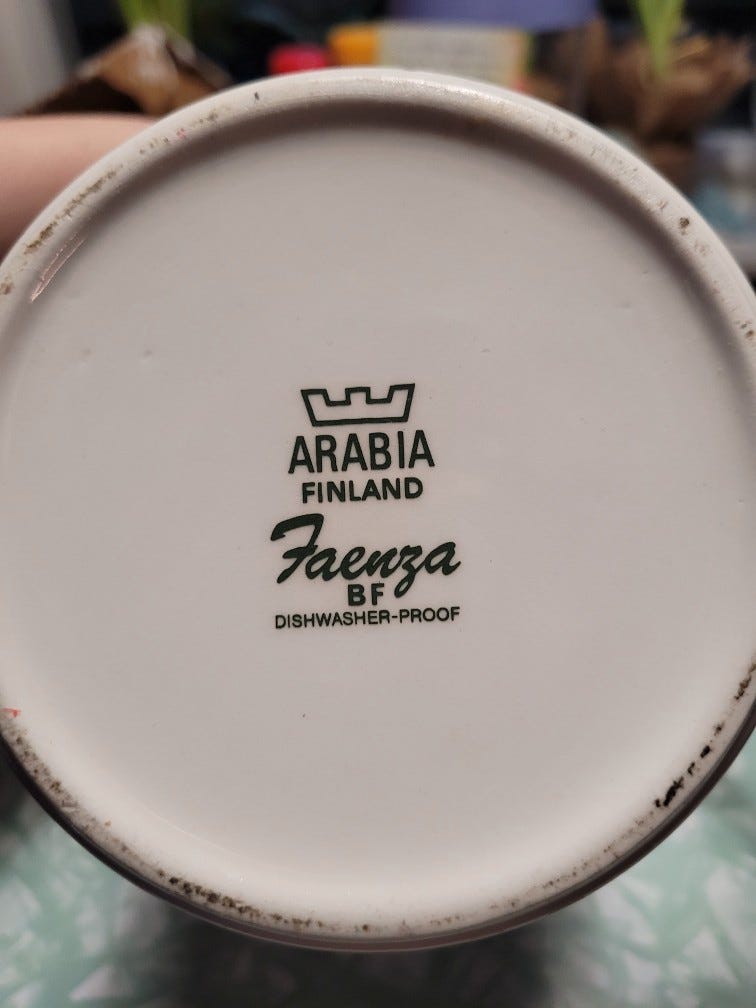 ARABIA
FINLAND
Faenza
BF
DISHWASHER-PROOF